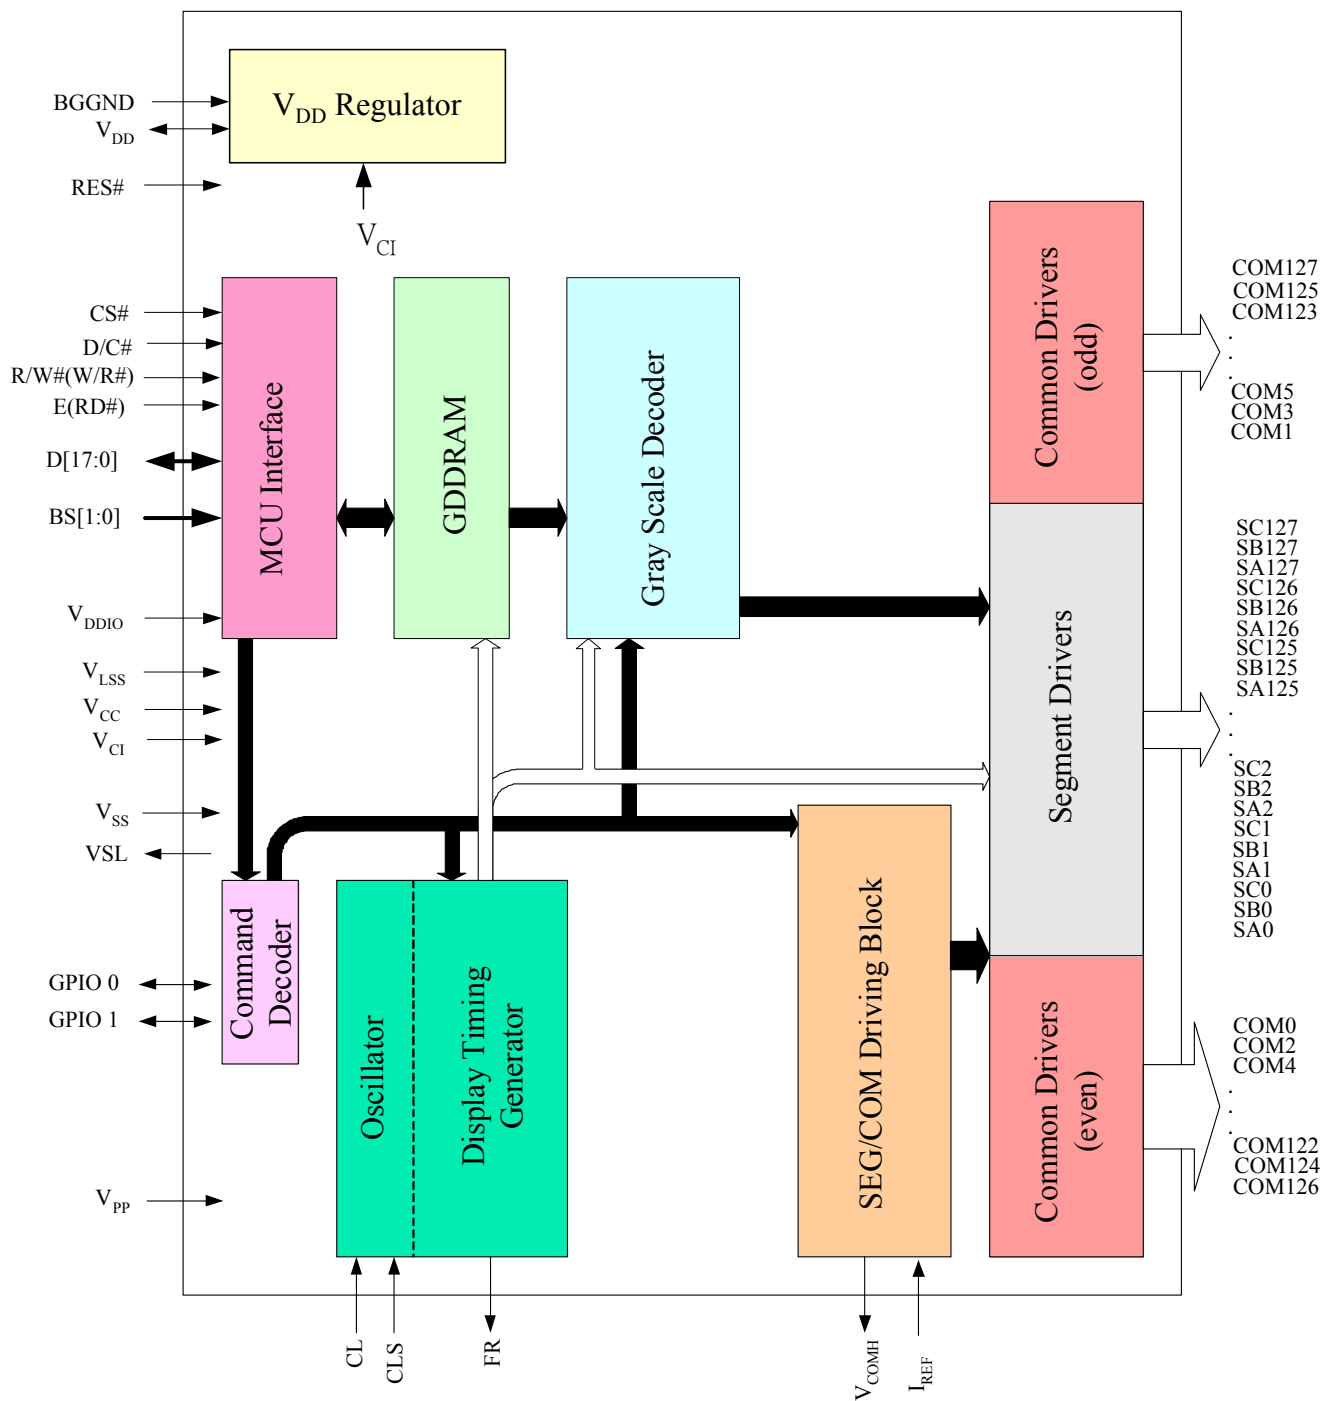 BGGND
VDD
RES#
VDD Regulator
VCI
CS#
D/C#
R/W#(W/R#)
E(RD#)
D[17:0]
BS[1:0]
VDDIO
VLSS
VCC
VCI
VSS
VSL
GPIO 0
GPIO 1
VPP
MCU Interface
GDDRAM
Gray Scale Decoder
Command
Decoder
Oscillator
Display Timing
Generator
SEG/COM Driving Block
Common Drivers
(odd)
Segment Drivers
Common Drivers
(even)
COM127
COM125
COM123
.
.
.
COM5
COM3
COM1
SC127
SB127
SA127
SC126
SB126
SA126
SC125
SB125
SA125
.
.
.
SC2
SB2
SA2
SC1
SB1
SA1
SC0
SB0
SA0
COM0
COM2
COM4
.
.
.
COM122
COM124
COM126
CL
CLS
FR
VCOMH
IREF